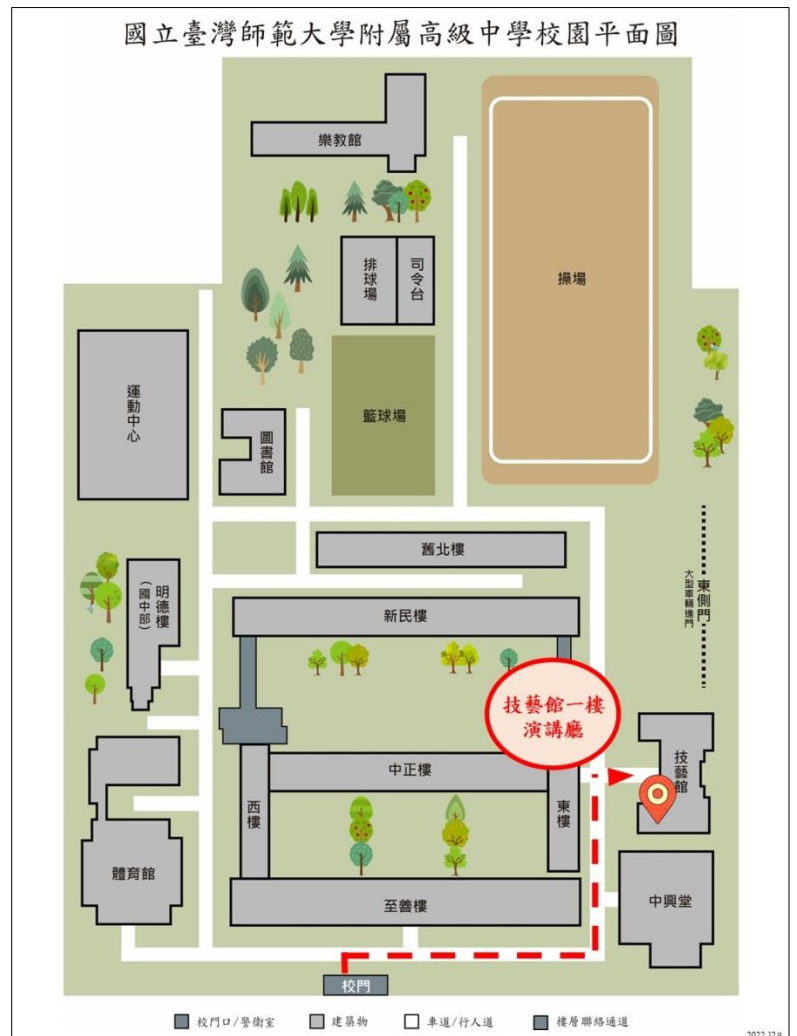 國立臺灣師範大學附屬高級中學校園平面圖
樂教館
排球場
司令台
操場
運動中心
圖書館
籃球場
舊北樓
明德樓
(國中部)
新民樓
東側門
大型車輛進門
技藝館一樓
演講廳
中正樓
技藝館
西樓
東樓
體育館
至善樓
中興堂
校門
校門口/警衛室
建築物
車道/行人道
樓層聯絡通道
2022.12月